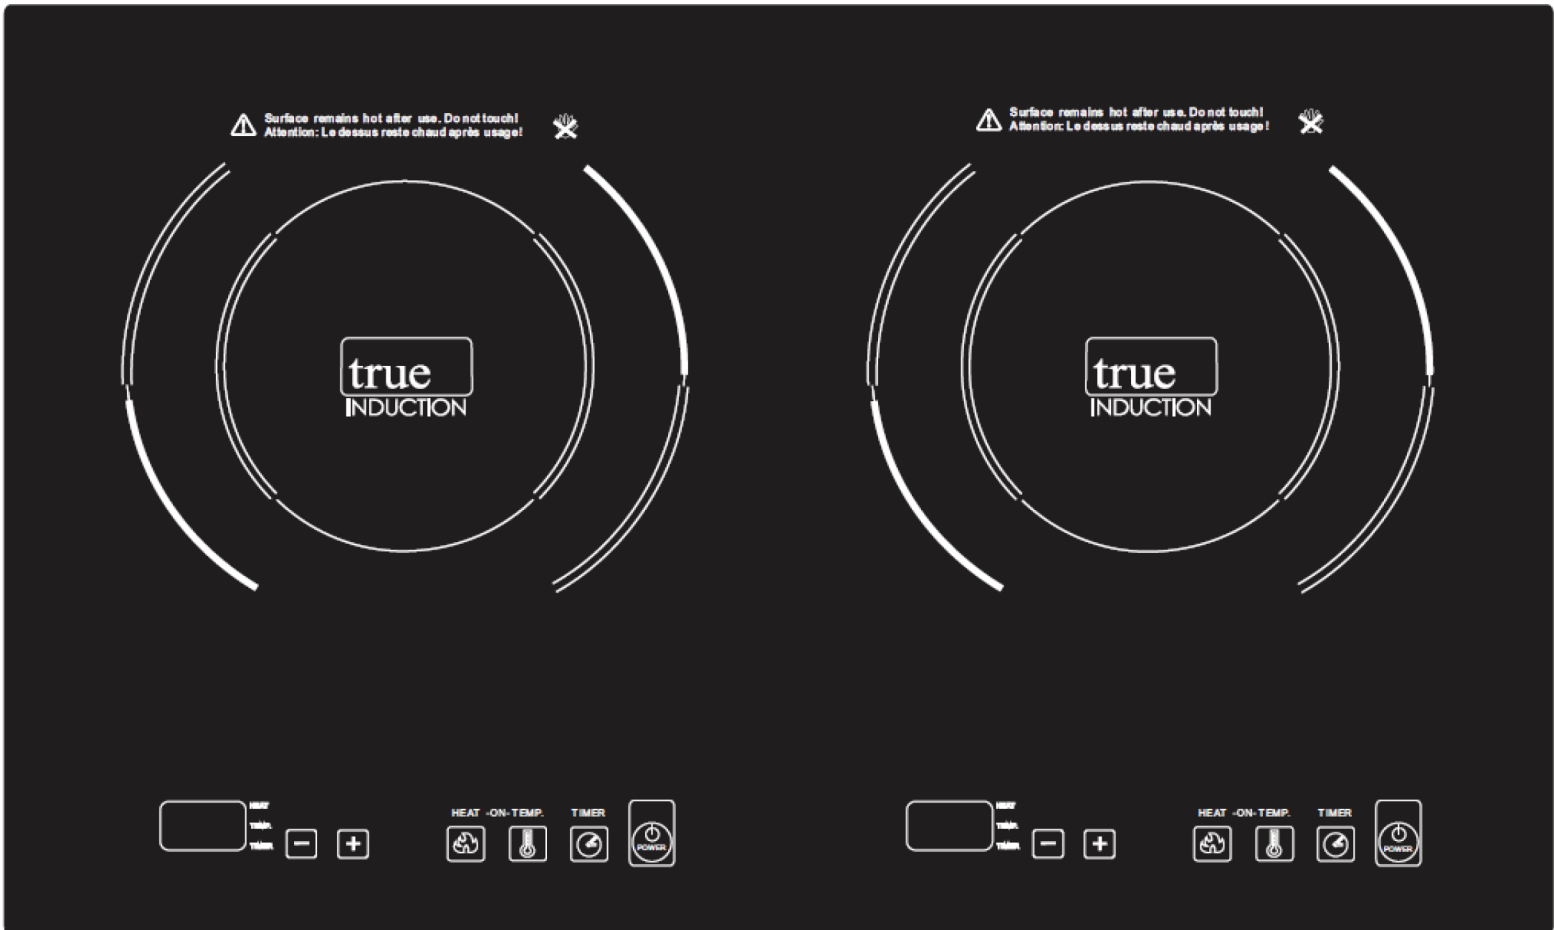 Surface remains hot after use. Do not touch!
Attention: Le dessus reste chaud après usage!
true
INDUCTION
HEAT
TEMP.
TIMER
HEAT -ON- TEMP. TIMER
POWER
Surface remains hot after use. Do not touch!
Attention: Le dessus reste chaud après usage!
true
INDUCTION
HEAT
TEMP.
TIMER
HEAT -ON- TEMP. TIMER
POWER